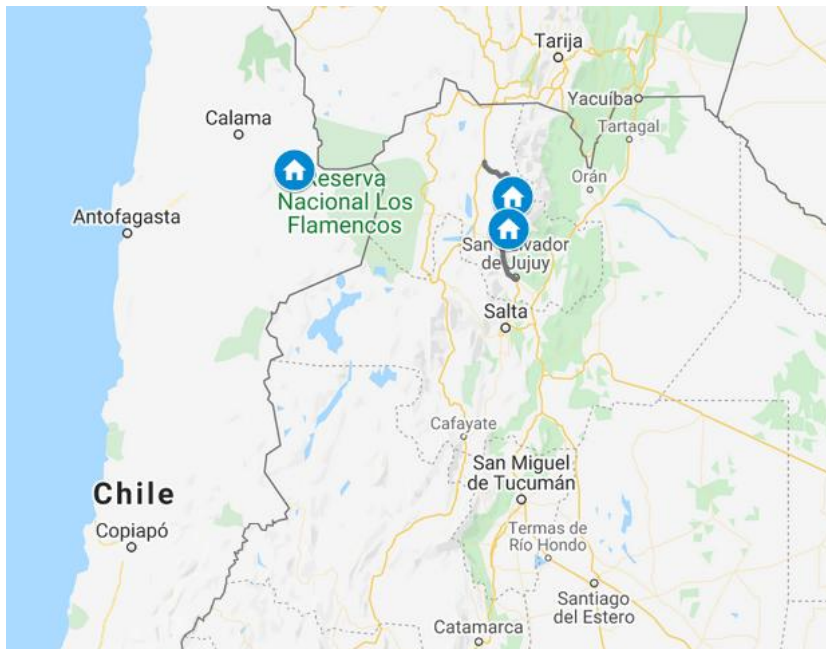 Tarija
Yacuíba
Calama
Tartagal
Reserva
Nacional Los
Flamencos
Orán
Antofagasta
San Salvador
de Jujuy
Salta
Cafayate
San Miguel
de Tucumán
Chile
Copiapó
Termas de
Río Hondo
Santiago
del Estero
Catamarca